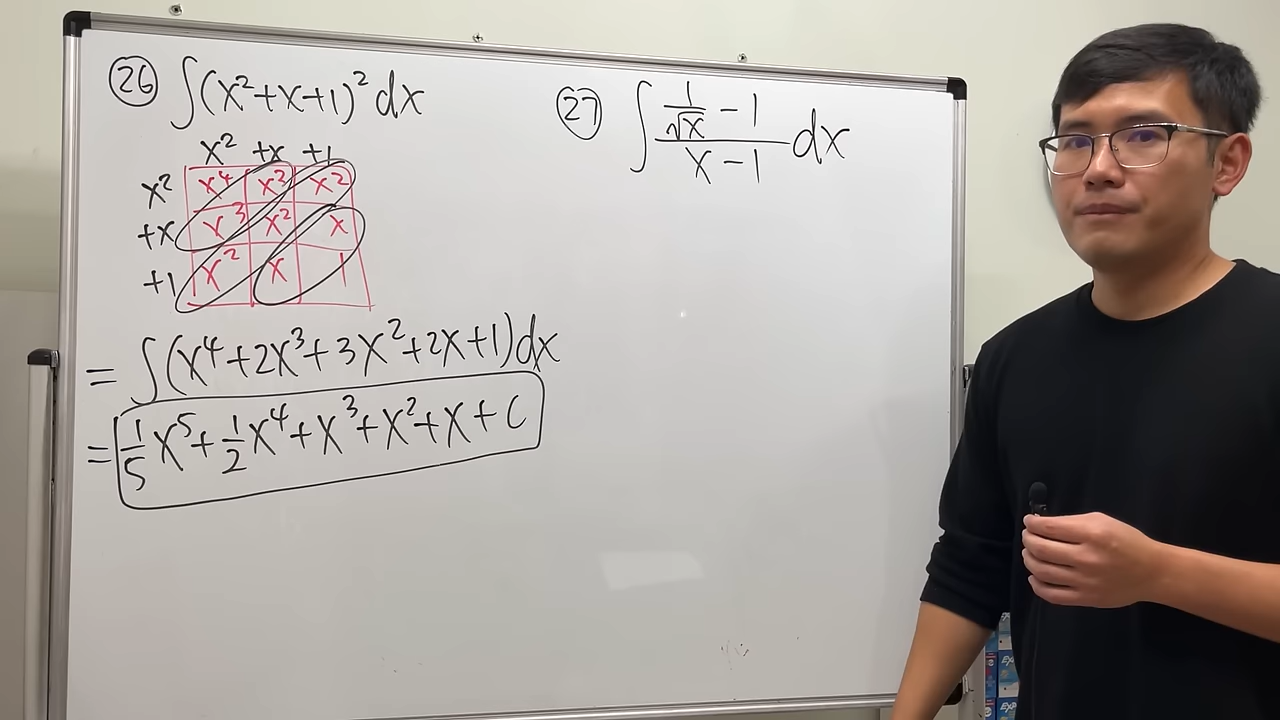 26 ∫(x²+x+1)² dx
x² +x +1
x² x⁴ x³ x²
+x x³ x² x
+1 x² x 1
= ∫(x⁴+2x³+3x²+2x+1)dx
= 1/5 x⁵+1/2 x⁴+x³+x²+x+C
27 ∫ (1/√x − 1)/(x−1) dx